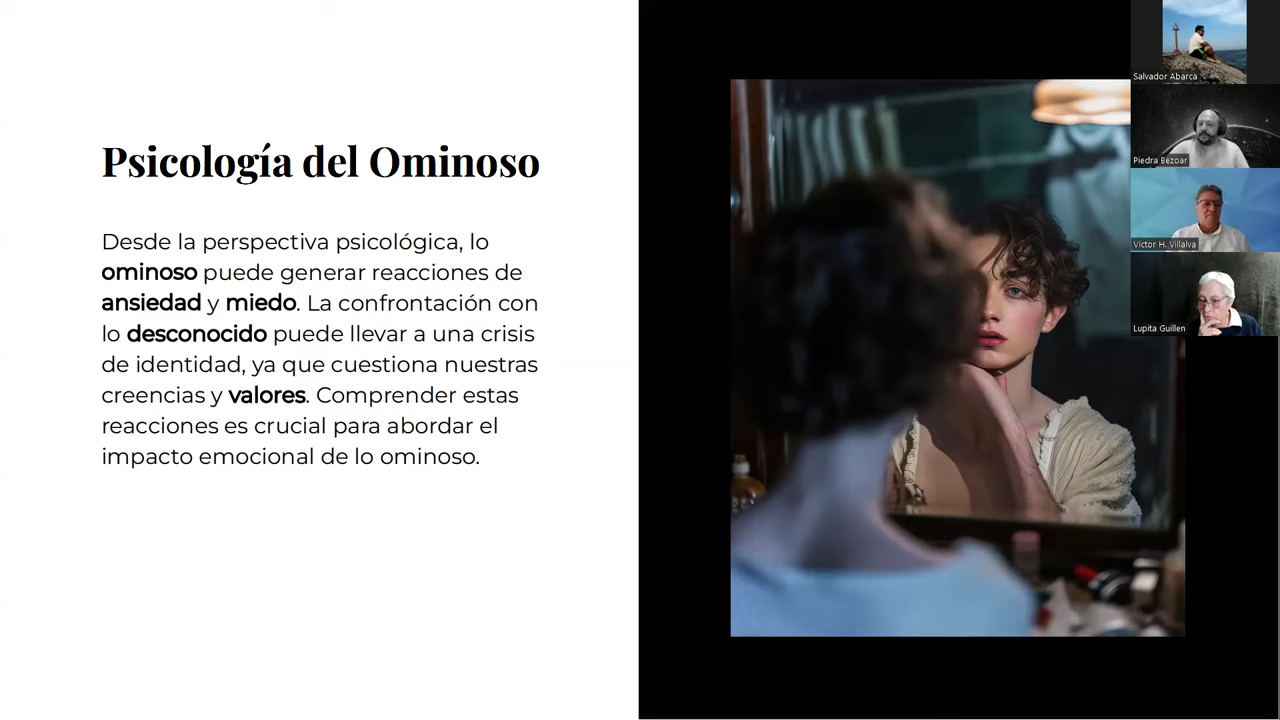 Psicología del Ominoso
Desde la perspectiva psicológica, lo
ominoso puede generar reacciones de
ansiedad y miedo. La confrontación con
lo desconocido puede llevar a una crisis
de identidad, ya que cuestiona nuestras
creencias y valores. Comprender estas
reacciones es crucial para abordar el
impacto emocional de lo ominoso.
Salvador Abarca
Piedra Bezoar
Víctor H. Villalva
Lupita Guillen